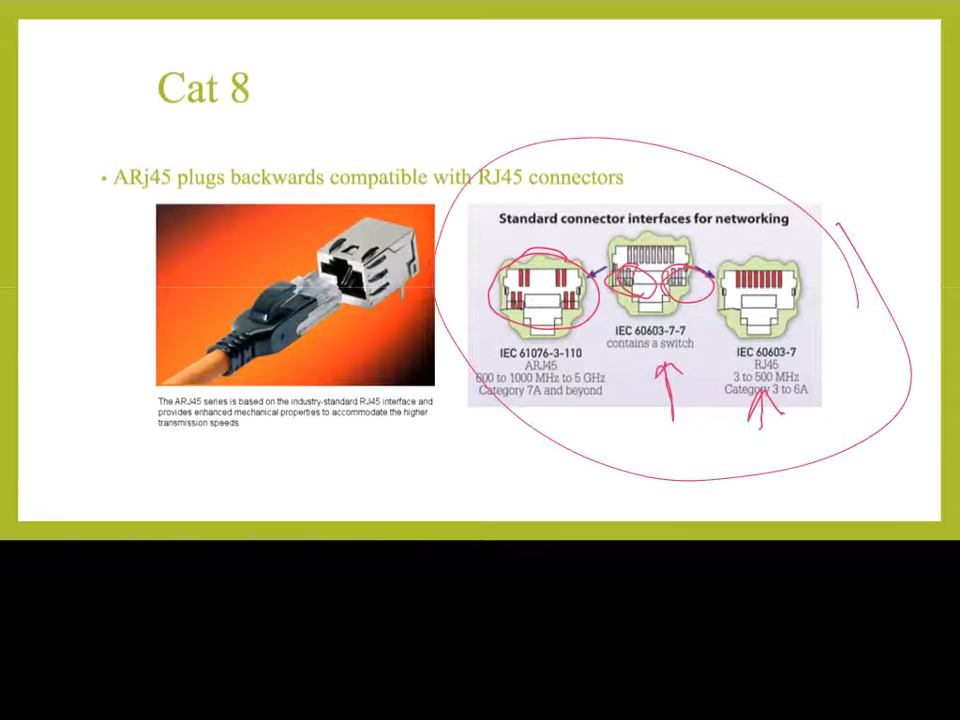 Cat 8
• ARj45 plugs backwards compatible with RJ45 connectors
Standard connector interfaces for networking
IEC 61076-3-110
ARJ45
600 to 1000 MHz to 5 GHz
Category 7A and beyond
IEC 60603-7-7
contains a switch
IEC 60603-7
RJ45
3 to 500 MHz
Category 3 to 6A
The ARJ45 series is based on the industry-standard RJ45 interface and
provides enhanced mechanical properties to accommodate the higher
transmission speeds